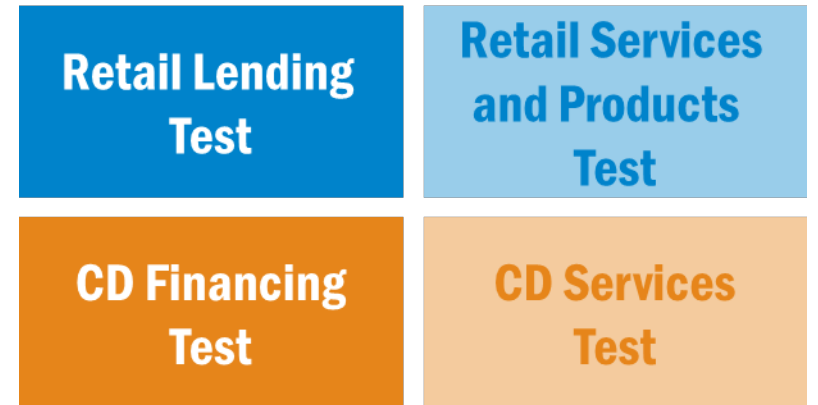 Retail Lending
Test
Retail Services
and Products
Test
CD Financing
Test
CD Services
Test